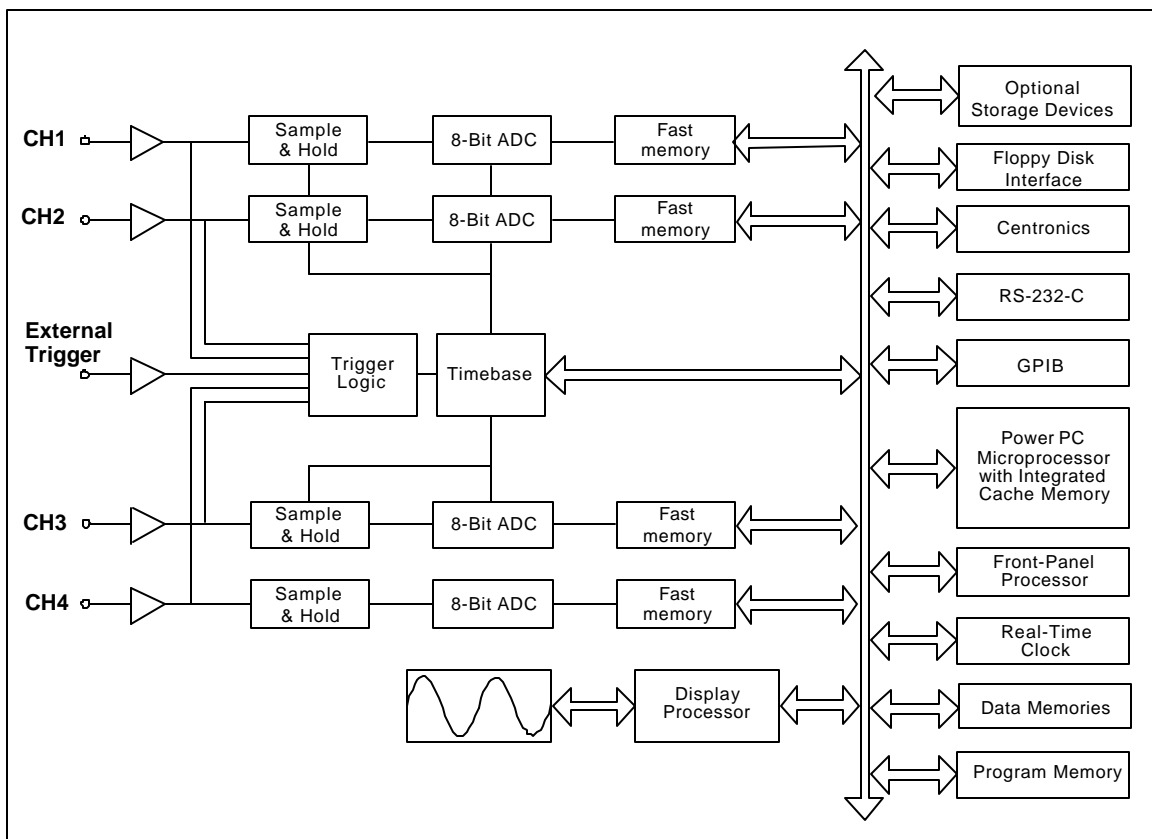 CH1
Sample
& Hold
8-Bit ADC
Fast
memory
CH2
Sample
& Hold
8-Bit ADC
Fast
memory
External
Trigger
Trigger
Logic
Timebase
CH3
Sample
& Hold
8-Bit ADC
Fast
memory
CH4
Sample
& Hold
8-Bit ADC
Fast
memory
Display
Processor
Optional
Storage Devices
Floppy Disk
Interface
Centronics
RS-232-C
GPIB
Power PC
Microprocessor
with Integrated
Cache Memory
Front-Panel
Processor
Real-Time
Clock
Data Memories
Program Memory